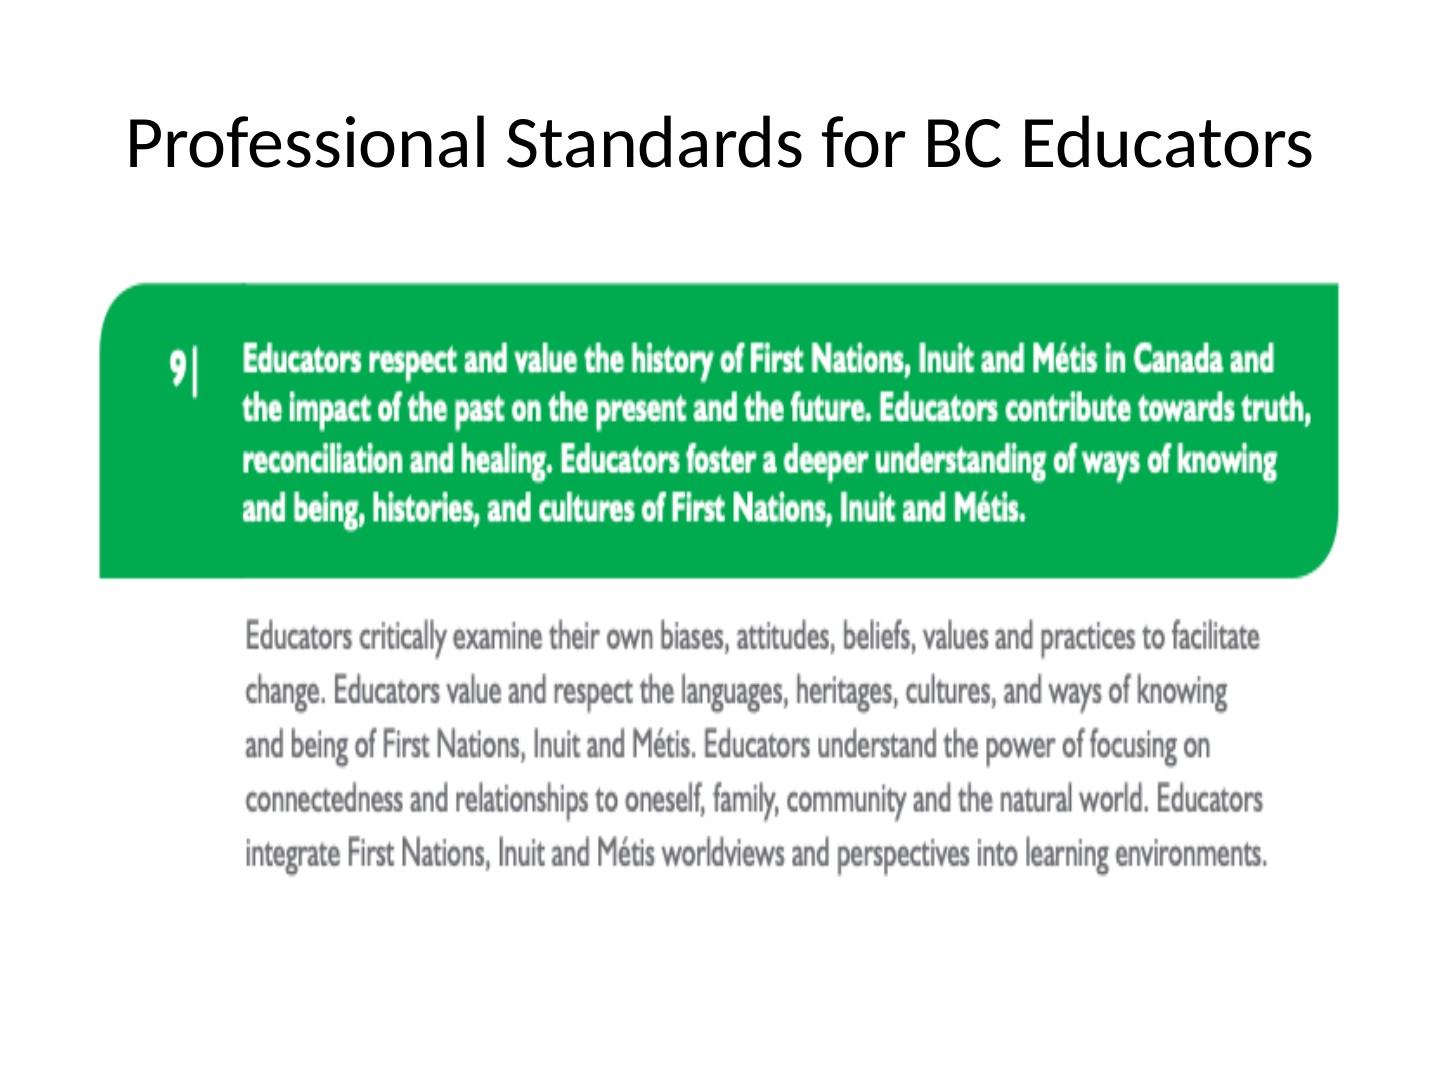 Professional Standards for BC Educators
9| Educators respect and value the history of First Nations, Inuit and Métis in Canada and
the impact of the past on the present and the future. Educators contribute towards truth,
reconciliation and healing. Educators foster a deeper understanding of ways of knowing
and being, histories, and cultures of First Nations, Inuit and Métis.
Educators critically examine their own biases, attitudes, beliefs, values and practices to facilitate
change. Educators value and respect the languages, heritages, cultures, and ways of knowing
and being of First Nations, Inuit and Métis. Educators understand the power of focusing on
connectedness and relationships to oneself, family, community and the natural world. Educators
integrate First Nations, Inuit and Métis worldviews and perspectives into learning environments.